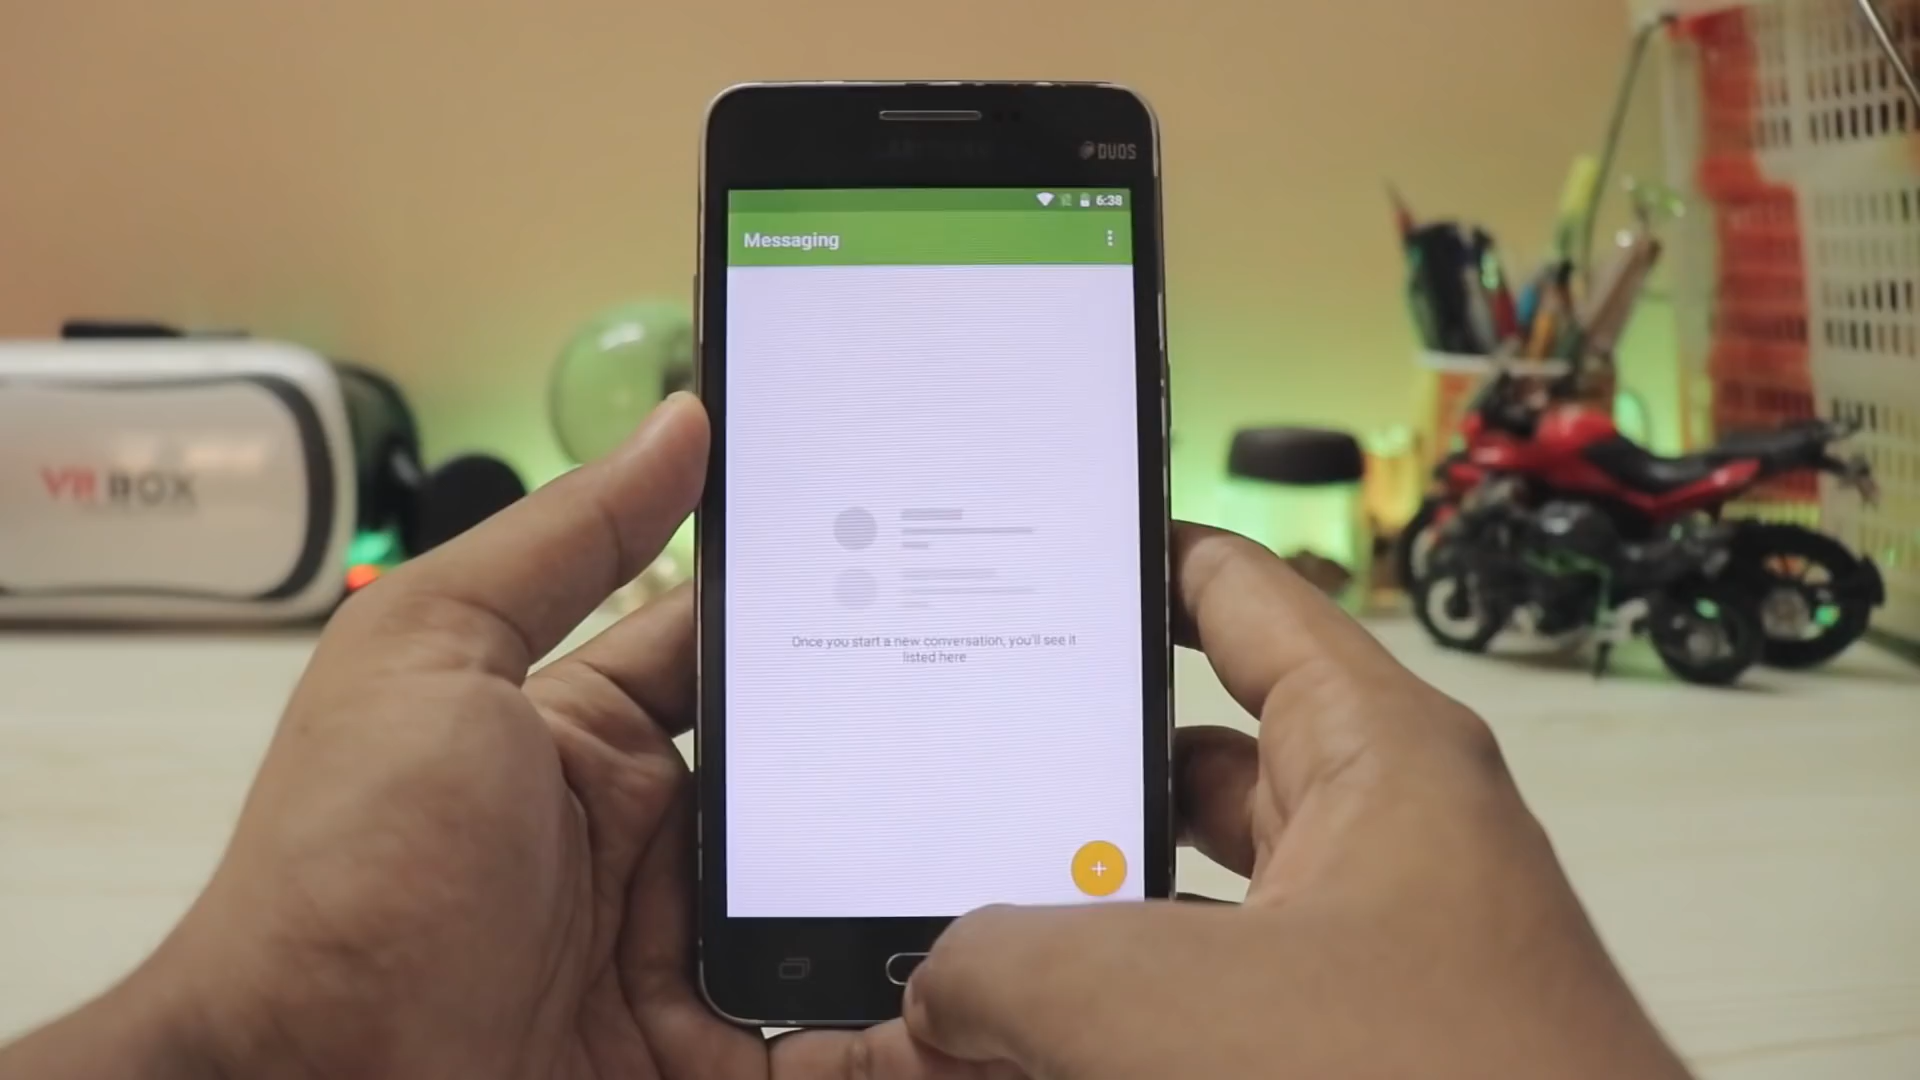 DUOS
6:38
Messaging
VR BOX
Once you start a new conversation, you'll see it
listed here